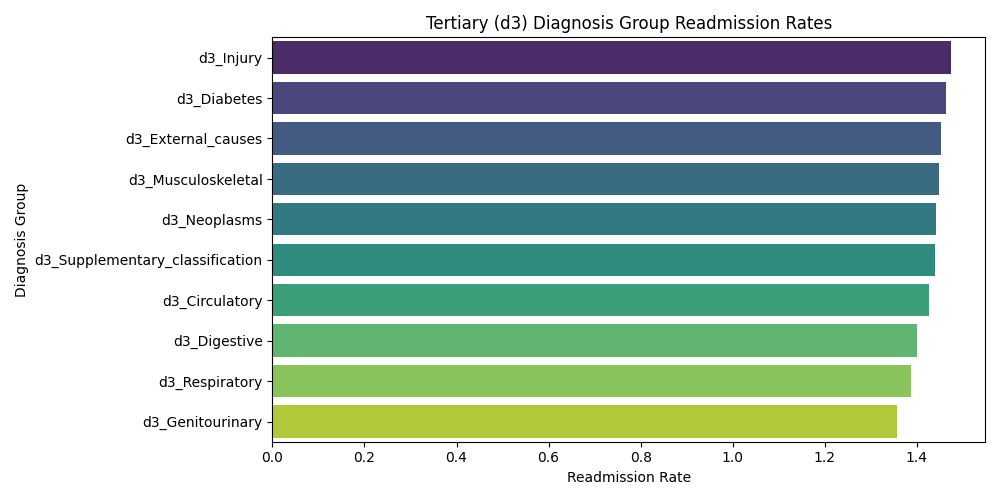 Tertiary (d3) Diagnosis Group Readmission Rates
Diagnosis Group
d3_Injury
d3_Diabetes
d3_External_causes
d3_Musculoskeletal
d3_Neoplasms
d3_Supplementary_classification
d3_Circulatory
d3_Digestive
d3_Respiratory
d3_Genitourinary
0.0 0.2 0.4 0.6 0.8 1.0 1.2 1.4
Readmission Rate